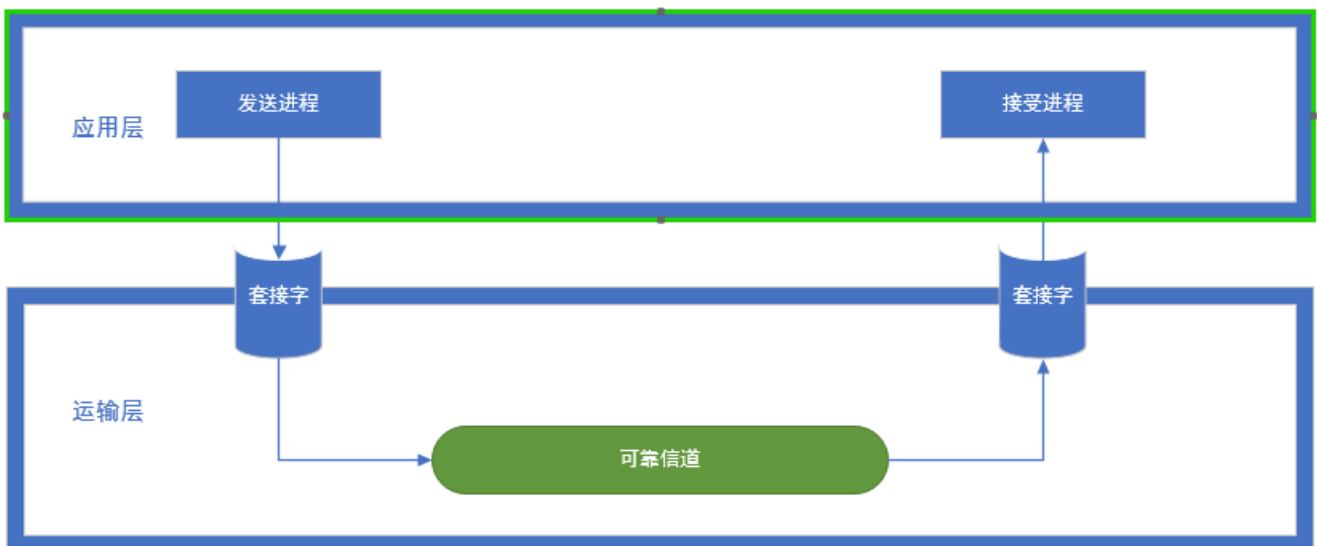 发送进程
接受进程
应用层
套接字
套接字
运输层
可靠信道